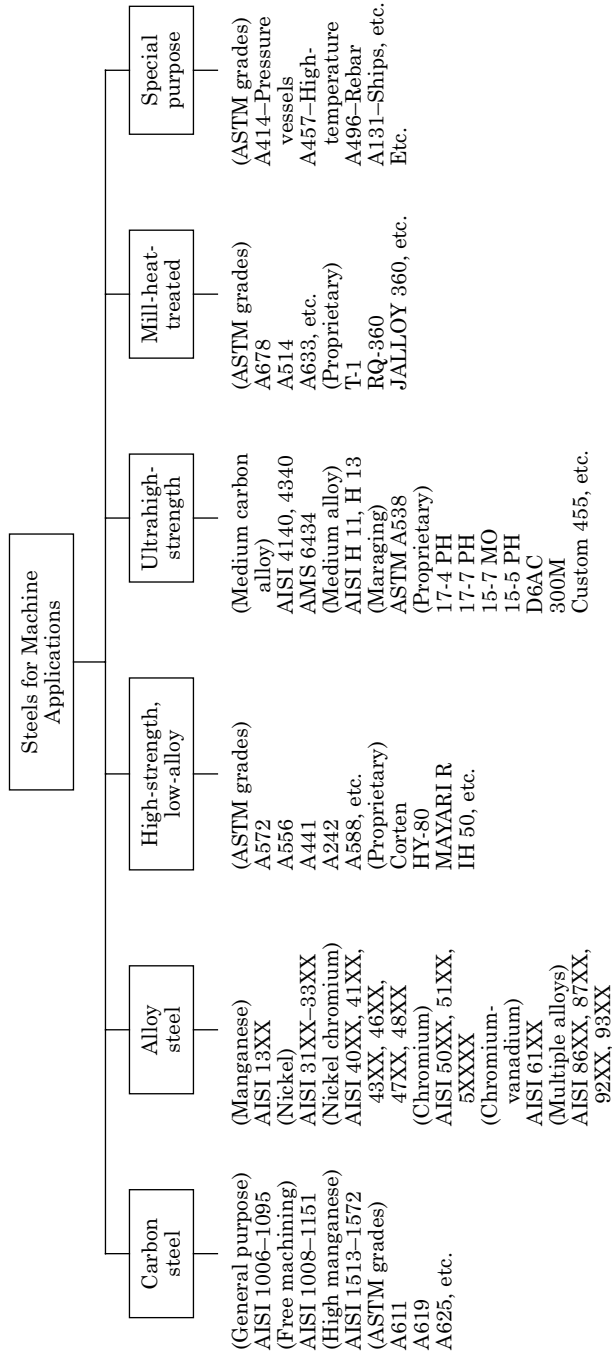 Steels for Machine
Applications
Carbon
steel
(General purpose)
AISI 1006–1095
(Free machining)
AISI 1008–1151
(High manganese)
AISI 1513–1572
(ASTM grades)
A611
A619
A625, etc.
Alloy
steel
(Manganese)
AISI 13XX
(Nickel)
AISI 31XX–33XX
(Nickel chromium)
AISI 40XX, 41XX,
43XX, 46XX,
47XX, 48XX
(Chromium)
AISI 50XX, 51XX,
5XXXX
(Chromium-
vanadium)
AISI 61XX
(Multiple alloys)
AISI 86XX, 87XX,
92XX, 93XX
High-strength,
low-alloy
(ASTM grades)
A572
A556
A441
A242
A588, etc.
(Proprietary)
Corten
HY-80
MAYARI R
IH 50, etc.
Ultrahigh-
strength
(Medium carbon
alloy)
AISI 4140, 4340
AMS 6434
(Medium alloy)
AISI H 11, H 13
(Maraging)
ASTM A538
(Proprietary)
17-4 PH
17-7 PH
15-7 MO
15-5 PH
D6AC
300M
Custom 455, etc.
Mill-heat-
treated
(ASTM grades)
A678
A514
A633, etc.
(Proprietary)
T-1
RQ-360
JALLOY 360, etc.
Special
purpose
(ASTM grades)
A414–Pressure
vessels
A457–High-
temperature
A496–Rebar
A131–Ships, etc.
Etc.